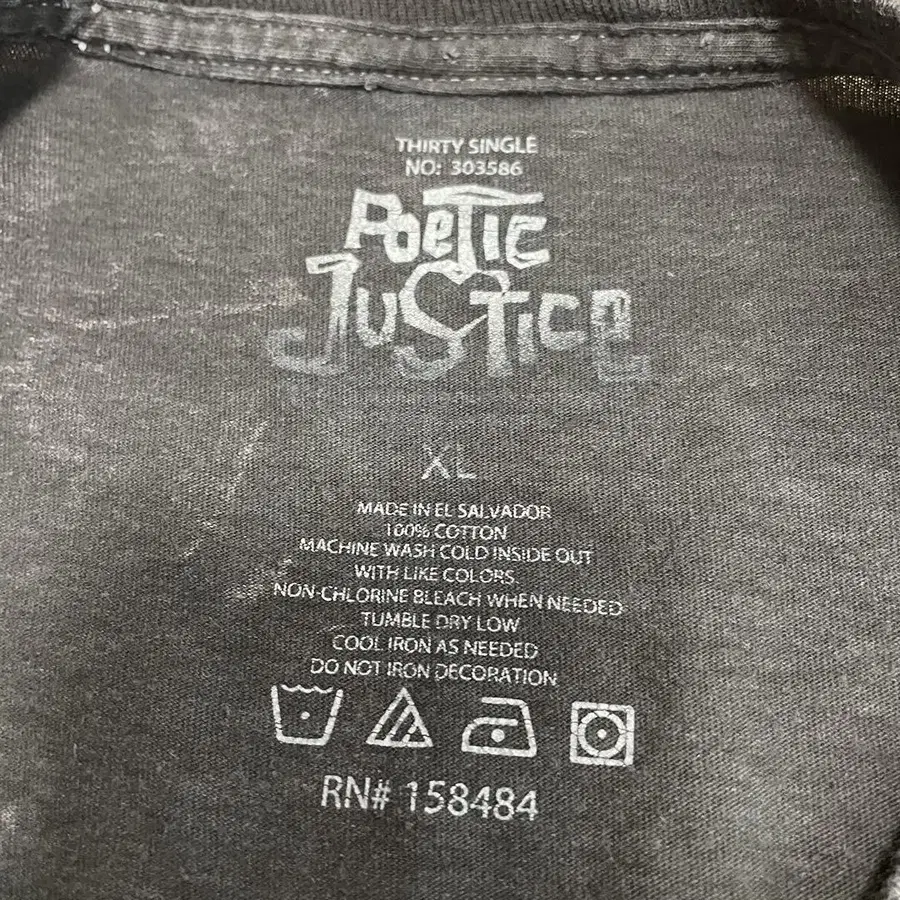 THIRTY SINGLE
NO: 303586
POETIC
JUSTICE
XL
MADE IN EL SALVADOR
100% COTTON
MACHINE WASH COLD INSIDE OUT
WITH LIKE COLORS.
NON-CHLORINE BLEACH WHEN NEEDED
TUMBLE DRY LOW
COOL IRON AS NEEDED
DO NOT IRON DECORATION
RN# 158484